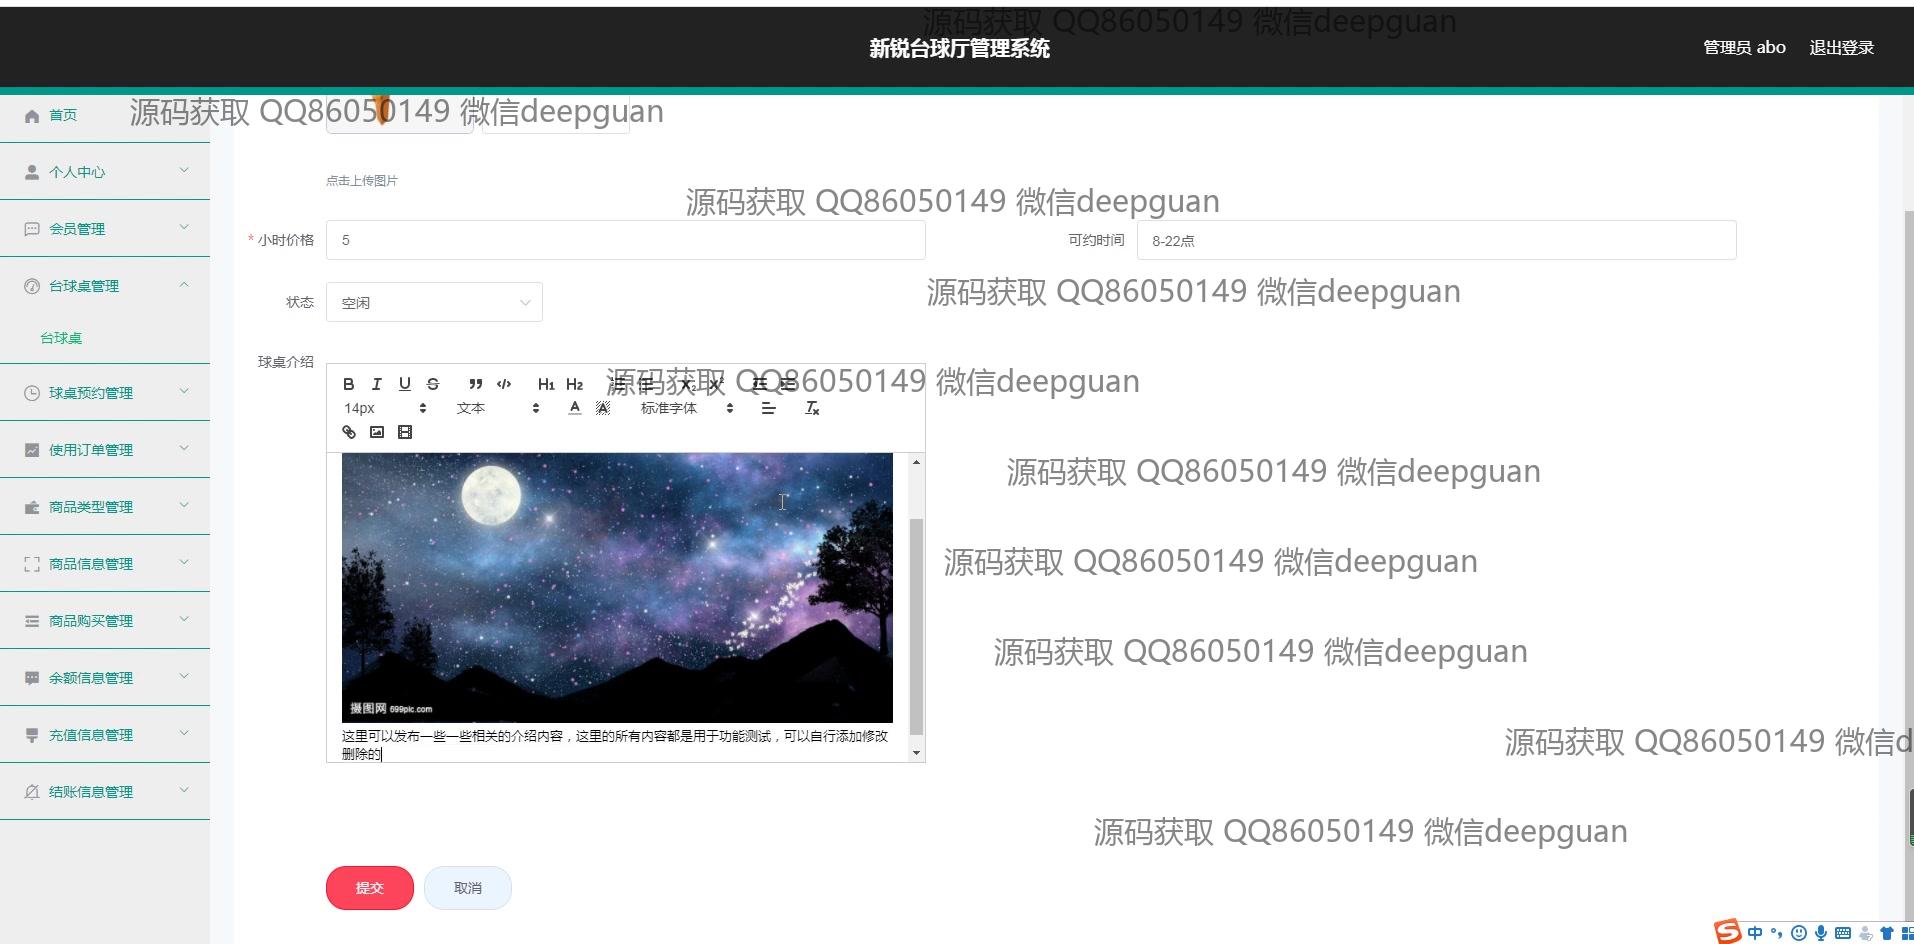 源码获取 QQ86050149 微信deepguan
新锐台球厅管理系统
管理员 abo
退出登录
首页
源码获取 QQ86050149 微信deepguan
个人中心
点击上传图片
源码获取 QQ86050149 微信deepguan
会员管理
* 小时价格
5
可约时间
8-22点
台球桌管理
源码获取 QQ86050149 微信deepguan
状态
空闲
台球桌
球桌介绍
B I U S H1 H2 X2 X2
源码获取 QQ86050149 微信deepguan
球桌预约管理
14px
文本
A A
标准字体
Tx
使用订单管理
源码获取 QQ86050149 微信deepguan
商品类型管理
商品信息管理
源码获取 QQ86050149 微信deepguan
商品购买管理
源码获取 QQ86050149 微信deepguan
余额信息管理
摄图网 699pic.com
充值信息管理
这里可以发布一些一些相关的介绍内容，这里的所有内容都是用于功能测试，可以自行添加修改
删除的
源码获取 QQ86050149 微信d
结账信息管理
源码获取 QQ86050149 微信deepguan
提交
取消
S 中